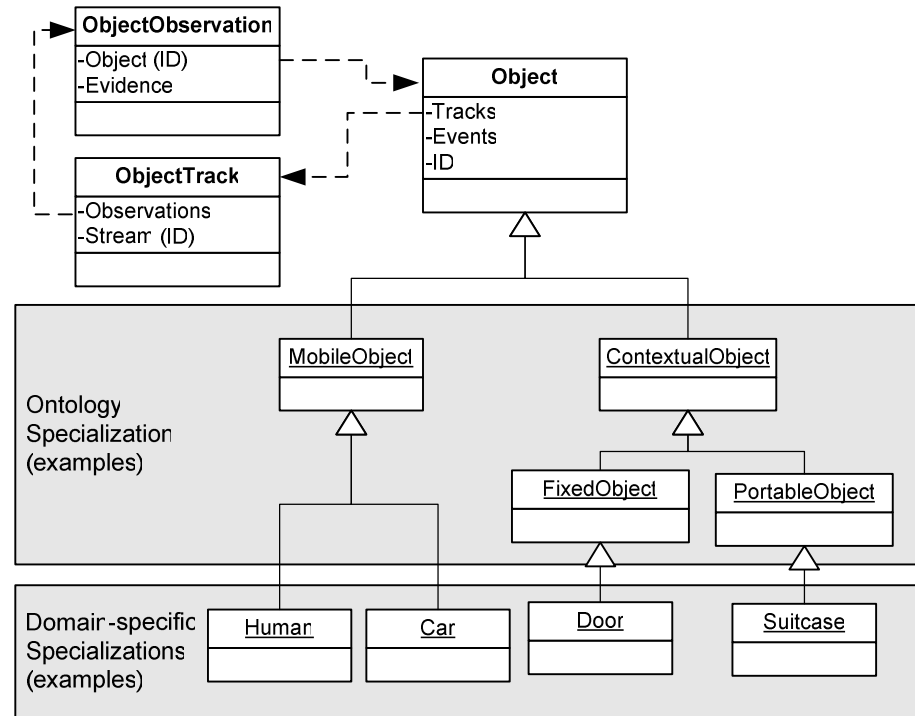 ObjectObservation
-Object (ID)
-Evidence
Object
-Tracks
-Events
-ID
ObjectTrack
-Observations
-Stream (ID)
MobileObject
ContextualObject
Ontology
Specialization
(examples)
FixedObject
PortableObject
Domair-specific
Specializations
(examples)
Human
Car
Door
Suitcase